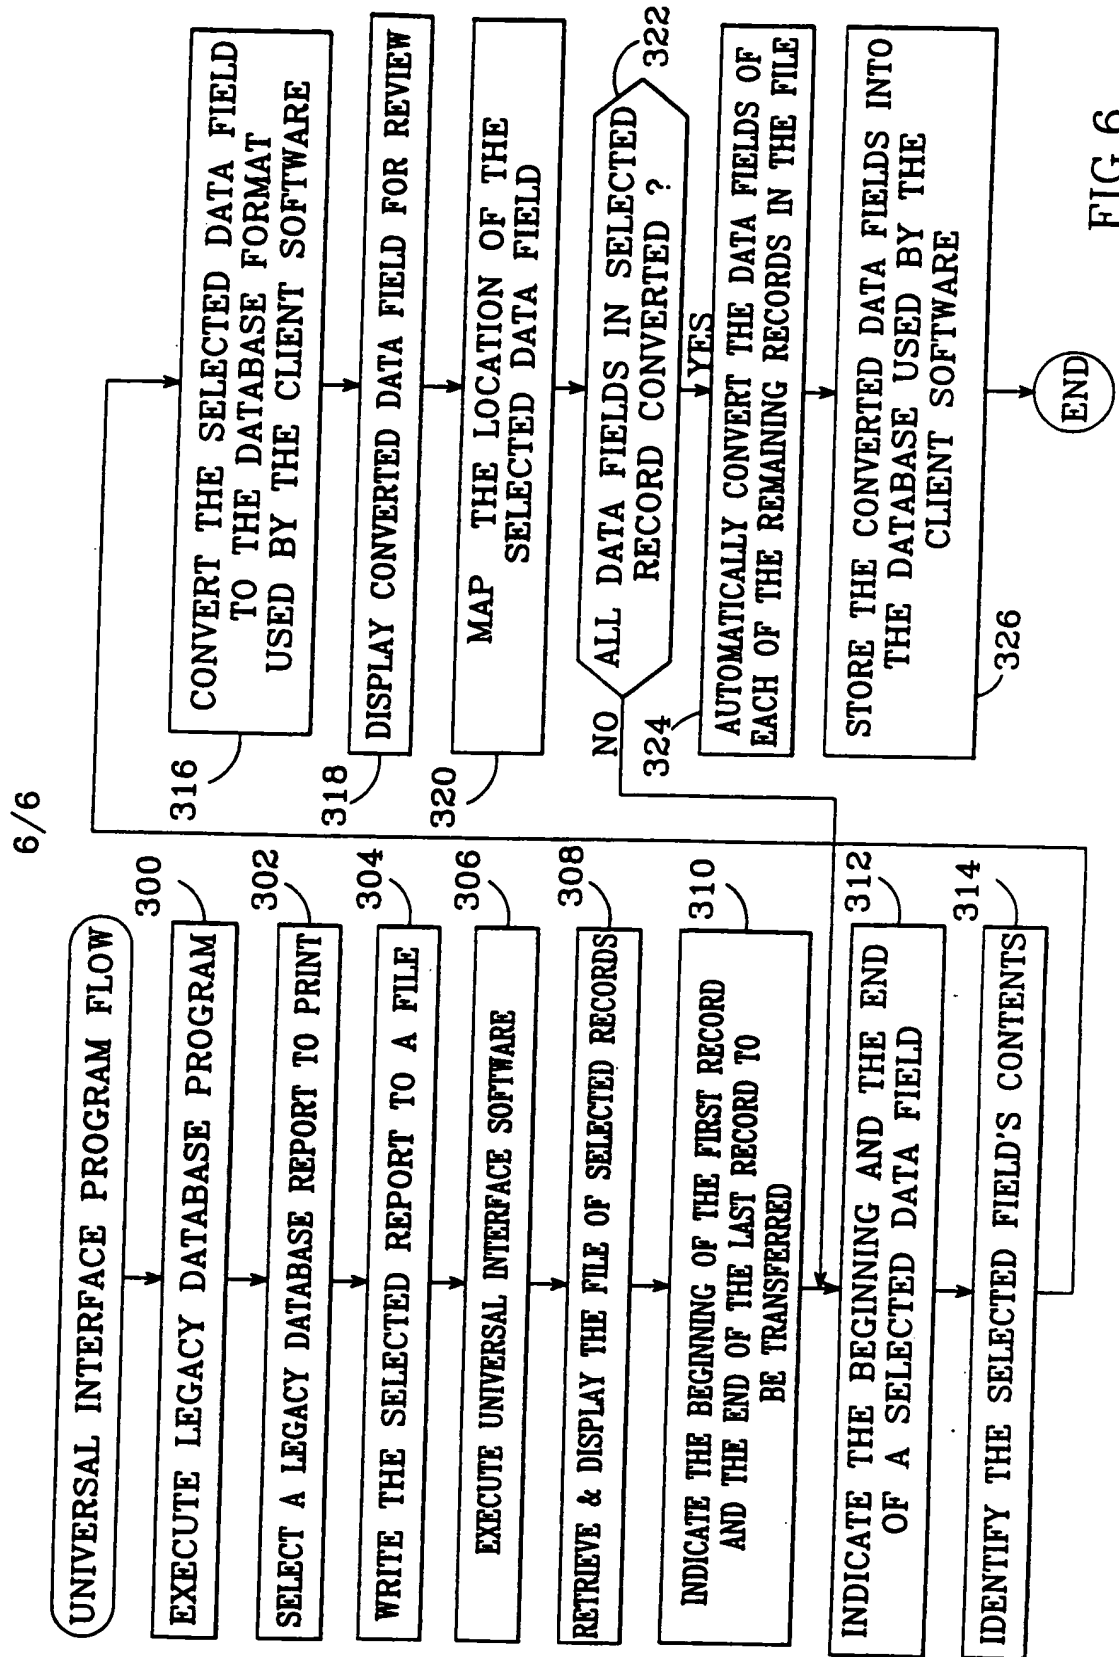 6/6
UNIVERSAL INTERFACE PROGRAM FLOW
300
EXECUTE LEGACY DATABASE PROGRAM
302
SELECT A LEGACY DATABASE REPORT TO PRINT
304
WRITE THE SELECTED REPORT TO A FILE
306
EXECUTE UNIVERSAL INTERFACE SOFTWARE
308
RETRIEVE & DISPLAY THE FILE OF SELECTED RECORDS
310
INDICATE THE BEGINNING OF THE FIRST RECORD
AND THE END OF THE LAST RECORD TO
BE TRANSFERRED
312
INDICATE THE BEGINNING AND THE END
OF A SELECTED DATA FIELD
314
IDENTIFY THE SELECTED FIELD'S CONTENTS
316
CONVERT THE SELECTED DATA FIELD
TO THE DATABASE FORMAT
USED BY THE CLIENT SOFTWARE
318
DISPLAY CONVERTED DATA FIELD FOR REVIEW
320
MAP THE LOCATION OF THE
SELECTED DATA FIELD
322
ALL DATA FIELDS IN SELECTED
RECORD CONVERTED ?
NO
YES
324
AUTOMATICALLY CONVERT THE DATA FIELDS OF
EACH OF THE REMAINING RECORDS IN THE FILE
STORE THE CONVERTED DATA FIELDS INTO
THE DATABASE USED BY THE
CLIENT SOFTWARE
326
END
FIG 6